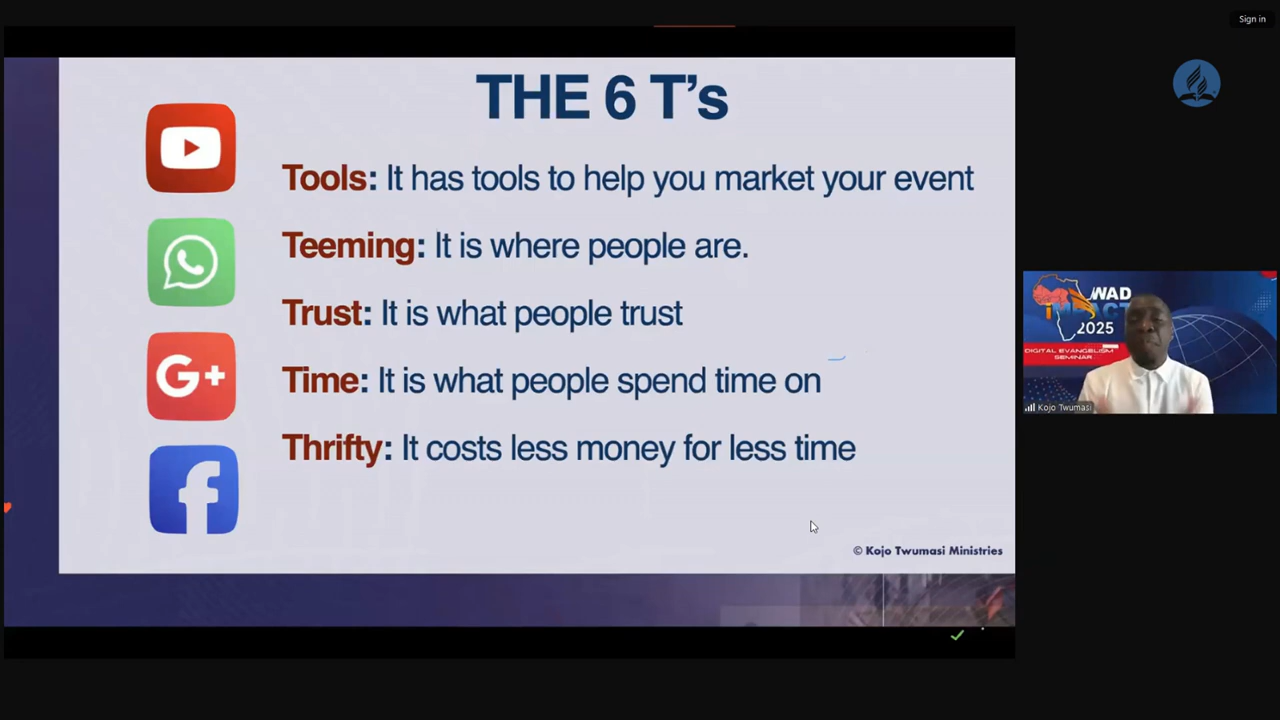 Sign in
THE 6 T's
Tools: It has tools to help you market your event
Teeming: It is where people are.
Trust: It is what people trust
Time: It is what people spend time on
Thrifty: It costs less money for less time
© Kojo Twumasi Ministries
G+
f
WAD
IMPACT
2025
DIGITAL EVANGELISM
SEMINAR
Kojo Twumasi